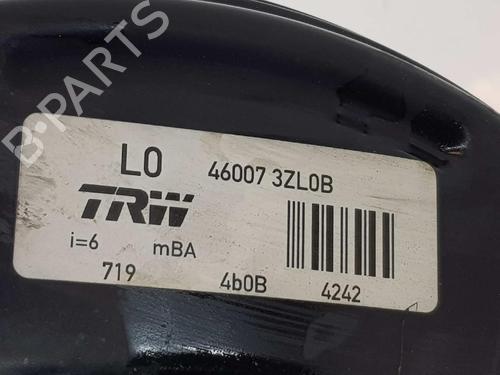 L0 46007 3ZL0B
TRW
i=6 mBA
719 4b0B 4242
B-PARTS